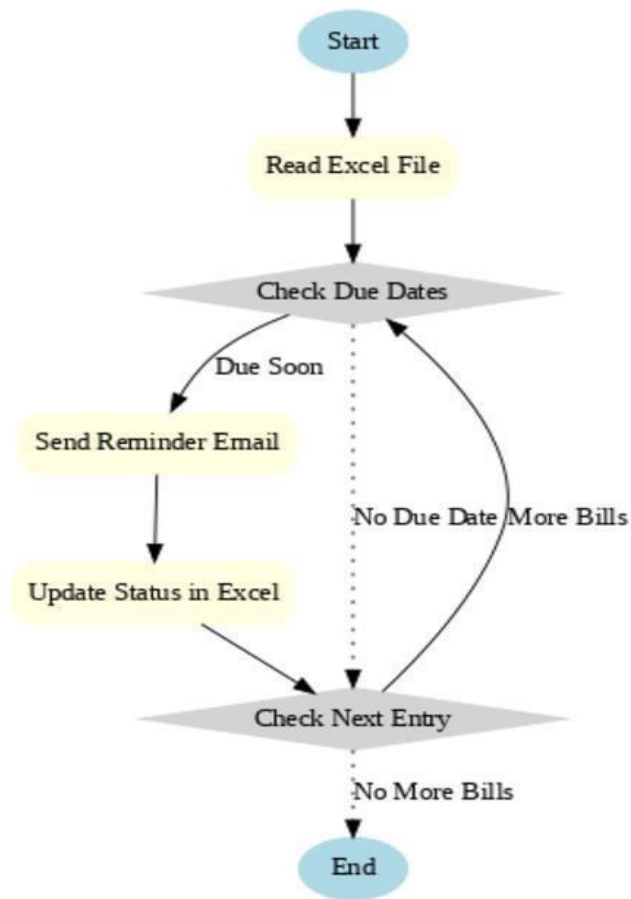 Start
Read Excel File
Check Due Dates
Due Soon
Send Reminder Email
No Due Date
More Bills
Update Status in Excel
Check Next Entry
No More Bills
End